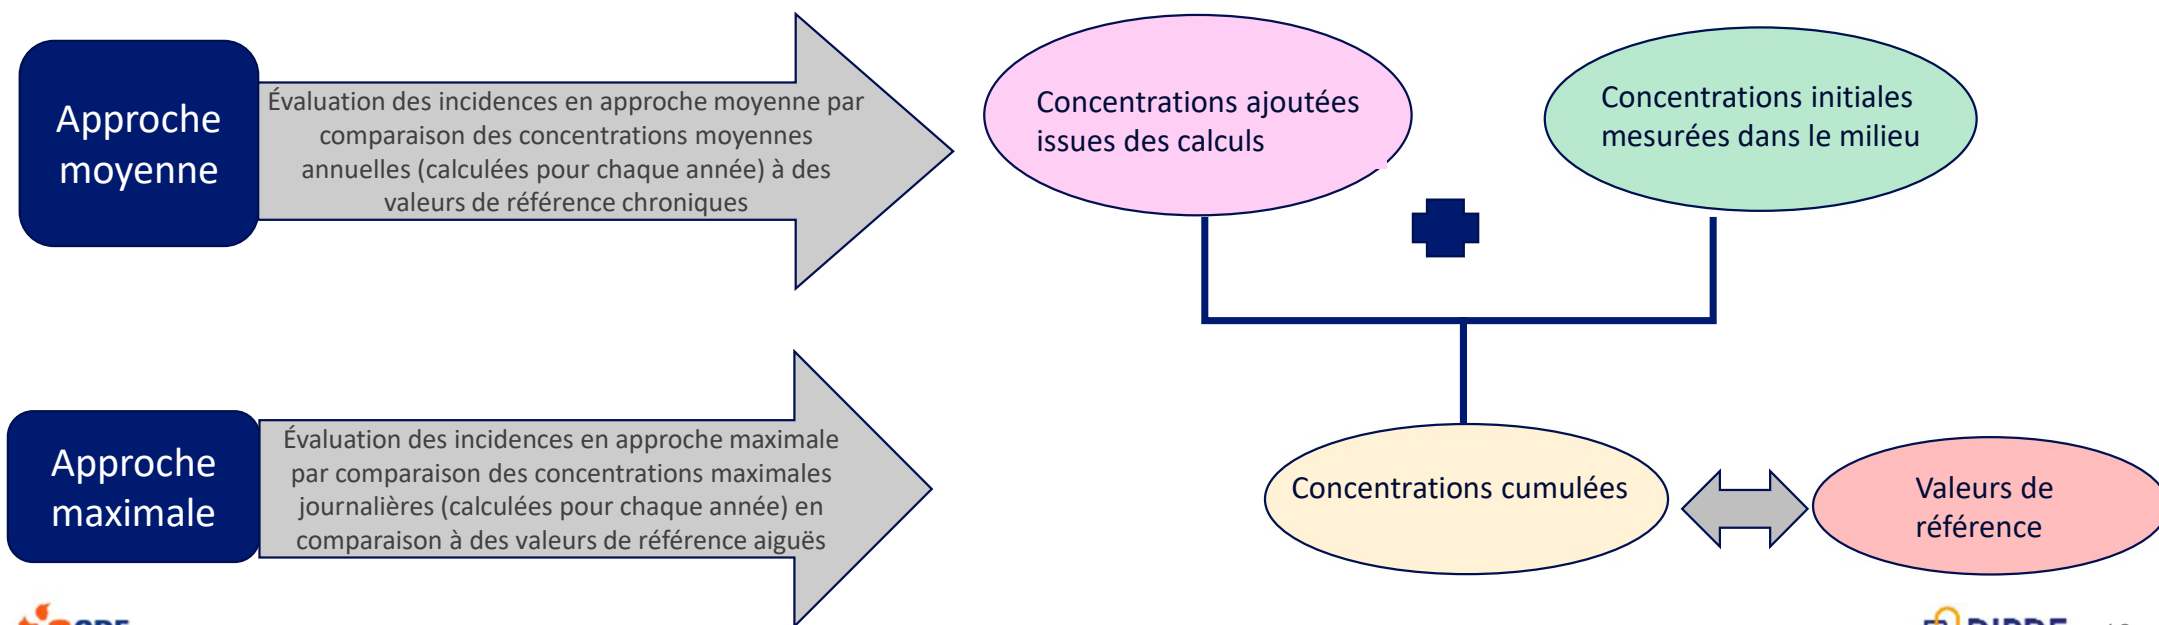 Approche
moyenne
Évaluation des incidences en approche moyenne par
comparaison des concentrations moyennes
annuelles (calculées pour chaque année) à des
valeurs de référence chroniques
Concentrations ajoutées
issues des calculs
Concentrations initiales
mesurées dans le milieu
Approche
maximale
Évaluation des incidences en approche maximale
par comparaison des concentrations maximales
journalières (calculées pour chaque année) en
comparaison à des valeurs de référence aiguës
Concentrations cumulées
Valeurs de
référence